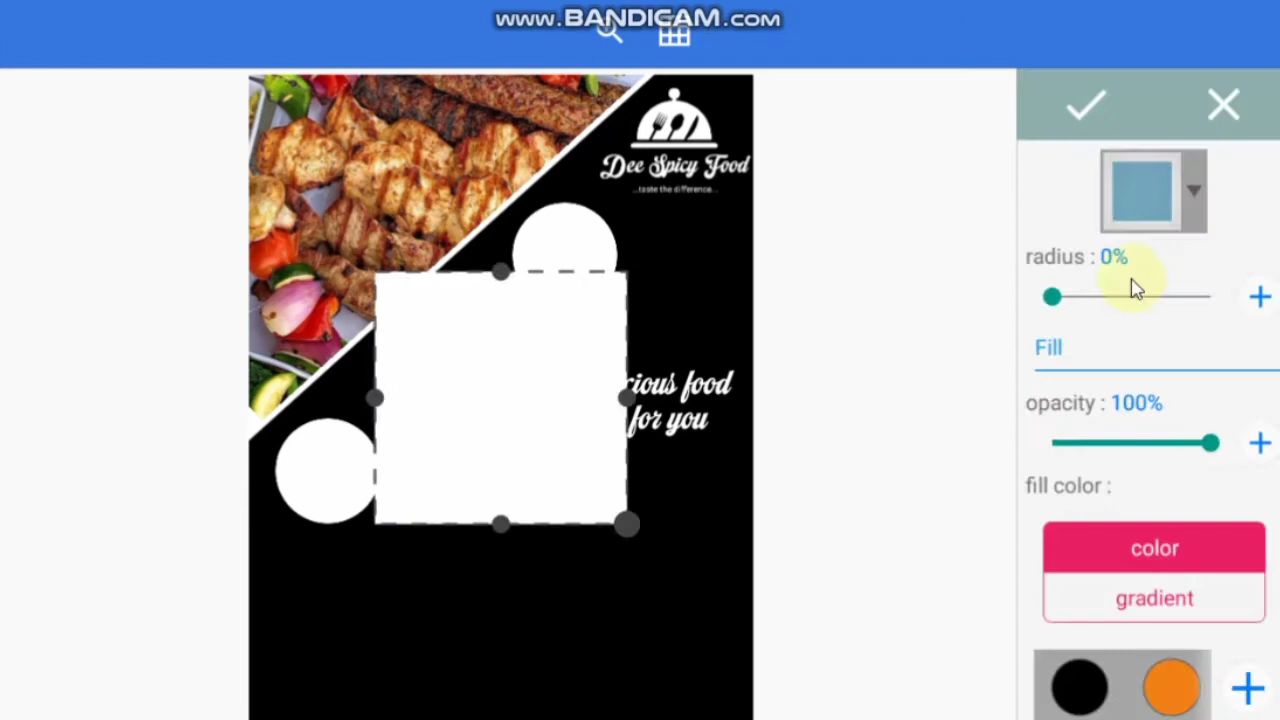 www.BANDICAM.com
Dee Spicy Food
...taste the difference...
radius : 0%
Fill
rious food
for you
opacity : 100%
fill color :
color
gradient